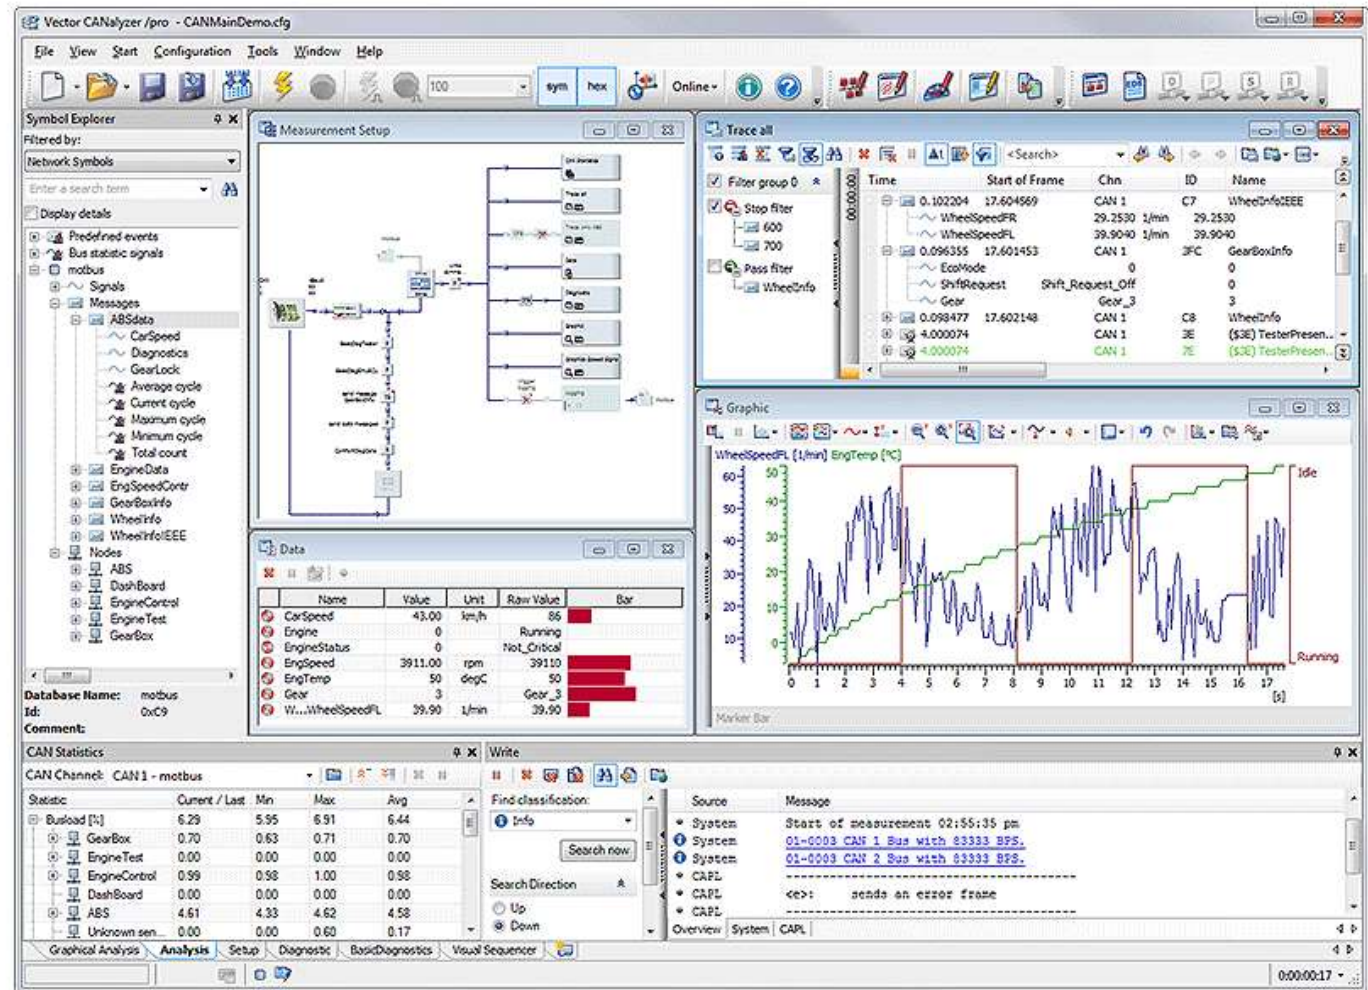 Vector CANalyzer /pro - CANMainDemo.cfg
File View Start Configuration Tools Window Help
100
sym hex
Online
Symbol Explorer
Filtered by:
Network Symbols
Enter a search term
Display details
Predefined events
Bus statistic signals
motbus
Signals
Messages
ABSdata
CarSpeed
Diagnostics
GearLock
Average cycle
Current cycle
Maximum cycle
Minimum cycle
Total count
EngineData
EngSpeedContr
GearBoxInfo
WheelInfo
WheelInfoIEEE
Nodes
ABS
DashBoard
EngineControl
EngineTest
GearBox
Database Name: motbus
Id: 0xC9
Comment:
Measurement Setup
Trace all
<Search>
Filter group 0
Stop filter
600
700
Pass filter
WheelInfo
Time Start of Frame Chn ID Name
0.102204 17.604569 CAN 1 C7 WheelInfoIEEE
WheelSpeedFR 29.2530 1/min 29.2530
WheelSpeedFL 39.9040 1/min 39.9040
0.096355 17.601453 CAN 1 3FC GearBoxInfo
EcoMode 0 0
ShiftRequest Shift_Request_Off 0
Gear Gear_3 3
0.098477 17.602148 CAN 1 C8 WheelInfo
4.000074 CAN 1 3E ($3E) TesterPresen...
4.000074 CAN 1 7E ($3E) TesterPresen...
Graphic
WheelSpeedFL [1/min] EngTemp [°C]
60 50 Idle
50 40
40 30
30 20
20 10
10 0 Running
0 1 2 3 4 5 6 7 8 9 10 11 12 13 14 15 16 17
[s]
Marker Bar
Data
Name Value Unit Raw Value Bar
CarSpeed 43.00 km/h 86
Engine 0 Running
EngineStatus 0 Not_Critical
EngSpeed 3911.00 rpm 39110
EngTemp 50 degC 50
Gear 3 Gear_3
W...WheelSpeedFL 39.90 1/min 39.90
CAN Statistics
CAN Channel: CAN 1 - motbus
Statistic Current / Last Min Max Avg
Busload [%] 6.29 5.95 6.91 6.44
GearBox 0.70 0.63 0.71 0.70
EngineTest 0.00 0.00 0.00 0.00
EngineControl 0.99 0.98 1.00 0.98
DashBoard 0.00 0.00 0.00 0.00
ABS 4.61 4.33 4.62 4.58
Unknown sen... 0.00 0.00 0.60 0.17
Write
Find classification:
Info
Search now
Search Direction
Up
Down
Source Message
System Start of measurement 02:55:35 pm
System 01-0003 CAN 1 Bus with 83333 BPS.
System 01-0003 CAN 2 Bus with 83333 BPS.
CAPL ------------------------------------
CAPL <e>: sends an error frame
CAPL ------------------------------------
Overview System CAPL
Graphical Analysis Analysis Setup Diagnostic BasicDiagnostics Visual Sequencer
0:00:00:17